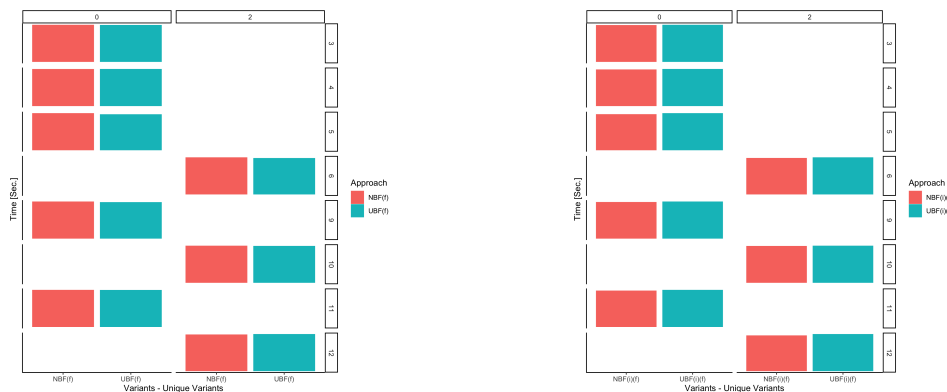 0
2
3
4
5
6
9
10
11
12
Time [Sec.]
NBF(f)
UBF(f)
NBF(f)
UBF(f)
Variants - Unique Variants
Approach
NBF(f)
UBF(f)
0
2
3
4
5
6
9
10
11
12
Time [Sec.]
NBF(i)(f)
UBF(i)(f)
NBF(i)(f)
UBF(i)(f)
Variants - Unique Variants
Approach
NBF(i)(
UBF(i)(